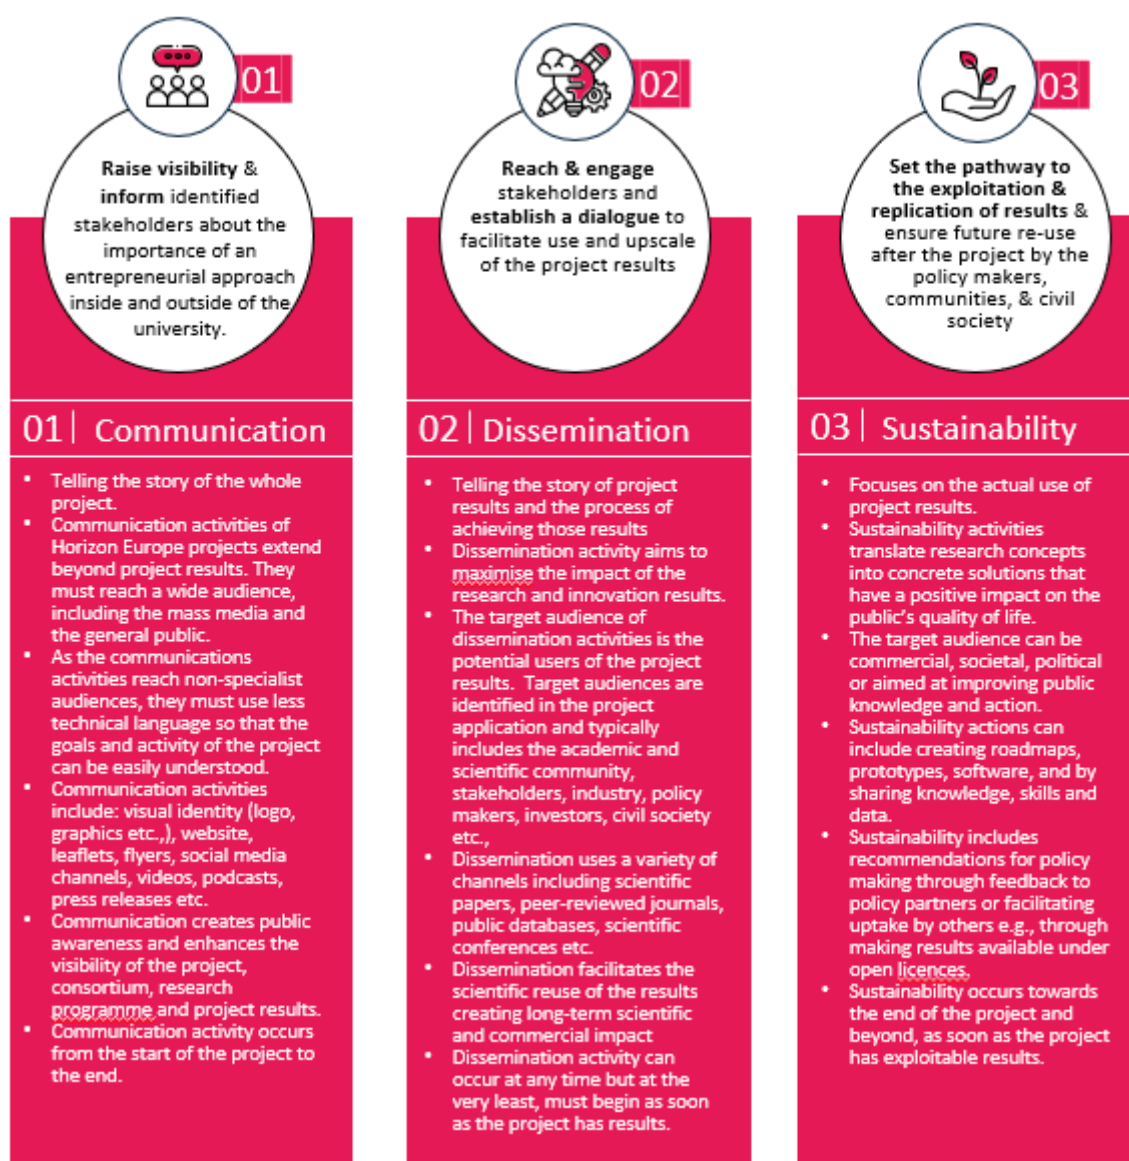 01
Raise visibility &
inform identified
stakeholders about the
importance of an
entrepreneurial approach
inside and outside of the
university.
01 | Communication
• Telling the story of the whole
project.
• Communication activities of
Horizon Europe projects extend
beyond project results. They
must reach a wide audience,
including the mass media and
the general public.
• As the communications
activities reach non-specialist
audiences, they must use less
technical language so that the
goals and activity of the project
can be easily understood.
• Communication activities
include: visual identity (logo,
graphics etc.,), website,
leaflets, flyers, social media
channels, videos, podcasts,
press releases etc.
• Communication creates public
awareness and enhances the
visibility of the project,
consortium, research
programme and project results.
• Communication activity occurs
from the start of the project to
the end.
02
Reach & engage
stakeholders and
establish a dialogue to
facilitate use and upscale
of the project results
02 | Dissemination
• Telling the story of project
results and the process of
achieving those results
• Dissemination activity aims to
maximise the impact of the
research and innovation results.
• The target audience of
dissemination activities is the
potential users of the project
results. Target audiences are
identified in the project
application and typically
includes the academic and
scientific community,
stakeholders, industry, policy
makers, investors, civil society
etc.,
• Dissemination uses a variety of
channels including scientific
papers, peer-reviewed journals,
public databases, scientific
conferences etc.
• Dissemination facilitates the
scientific reuse of the results
creating long-term scientific
and commercial impact
• Dissemination activity can
occur at any time but at the
very least, must begin as soon
as the project has results.
03
Set the pathway to
the exploitation &
replication of results &
ensure future re-use
after the project by the
policy makers,
communities, & civil
society
03 | Sustainability
• Focuses on the actual use of
project results.
• Sustainability activities
translate research concepts
into concrete solutions that
have a positive impact on the
public's quality of life.
• The target audience can be
commercial, societal, political
or aimed at improving public
knowledge and action.
• Sustainability actions can
include creating roadmaps,
prototypes, software, and by
sharing knowledge, skills and
data.
• Sustainability includes
recommendations for policy
making through feedback to
policy partners or facilitating
uptake by others e.g., through
making results available under
open licences.
• Sustainability occurs towards
the end of the project and
beyond, as soon as the project
has exploitable results.